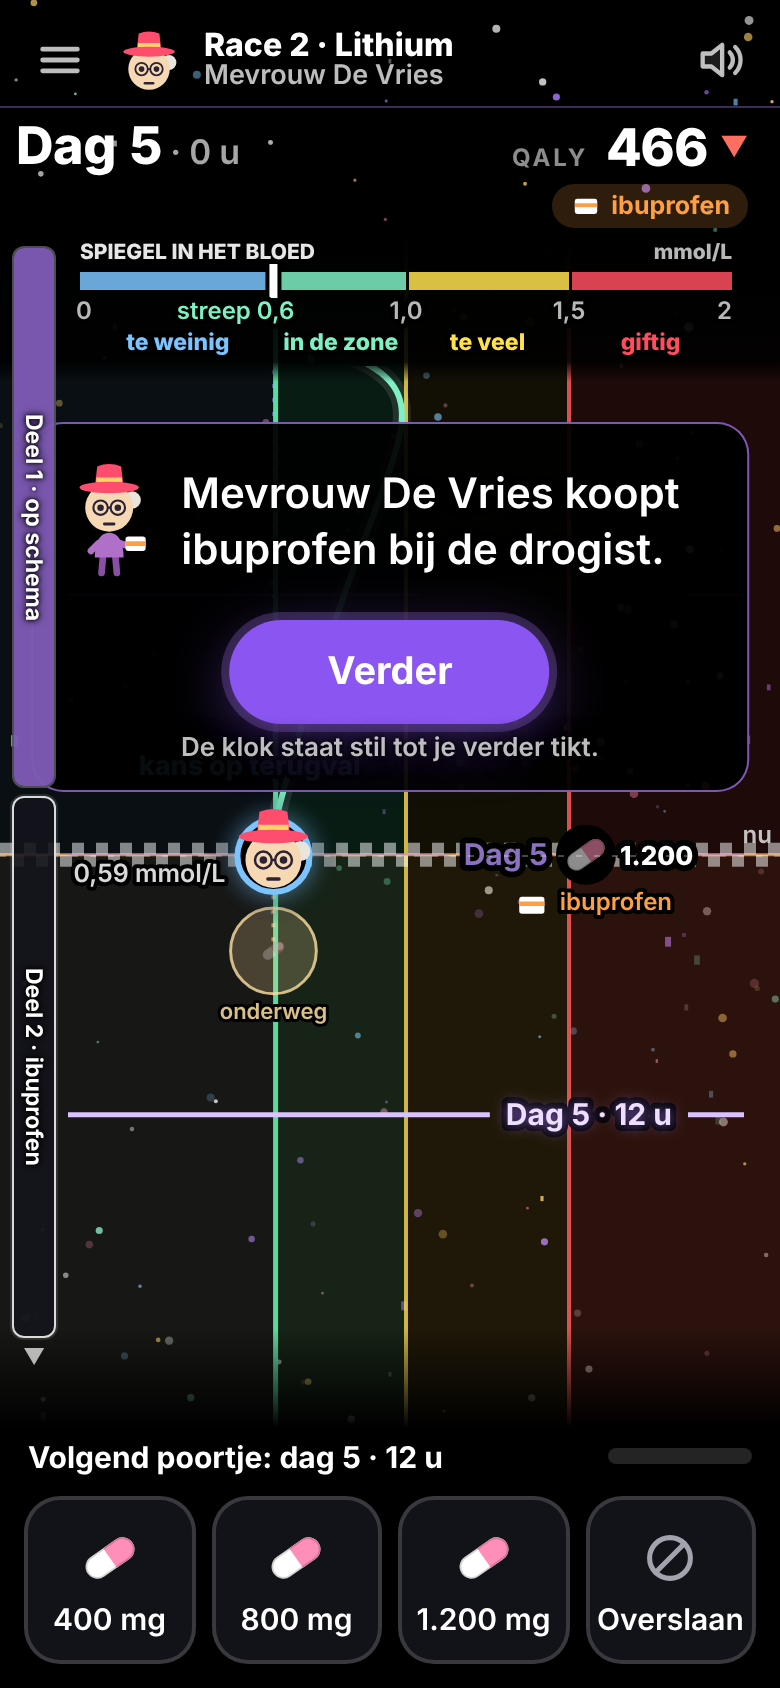 Race 2 · Lithium
Mevrouw De Vries
Dag 5 · 0 u
QALY 466
ibuprofen
SPIEGEL IN HET BLOED
mmol/L
0
streep 0,6
1,0
1,5
2
te weinig
in de zone
te veel
giftig
Deel 1 · op schema
Mevrouw De Vries koopt
ibuprofen bij de drogist.
Verder
De klok staat stil tot je verder tikt.
kans op terugval
nu
0,59 mmol/L
Dag 5
1.200
ibuprofen
onderweg
Deel 2 · ibuprofen
Dag 5 · 12 u
Volgend poortje: dag 5 · 12 u
400 mg
800 mg
1.200 mg
Overslaan